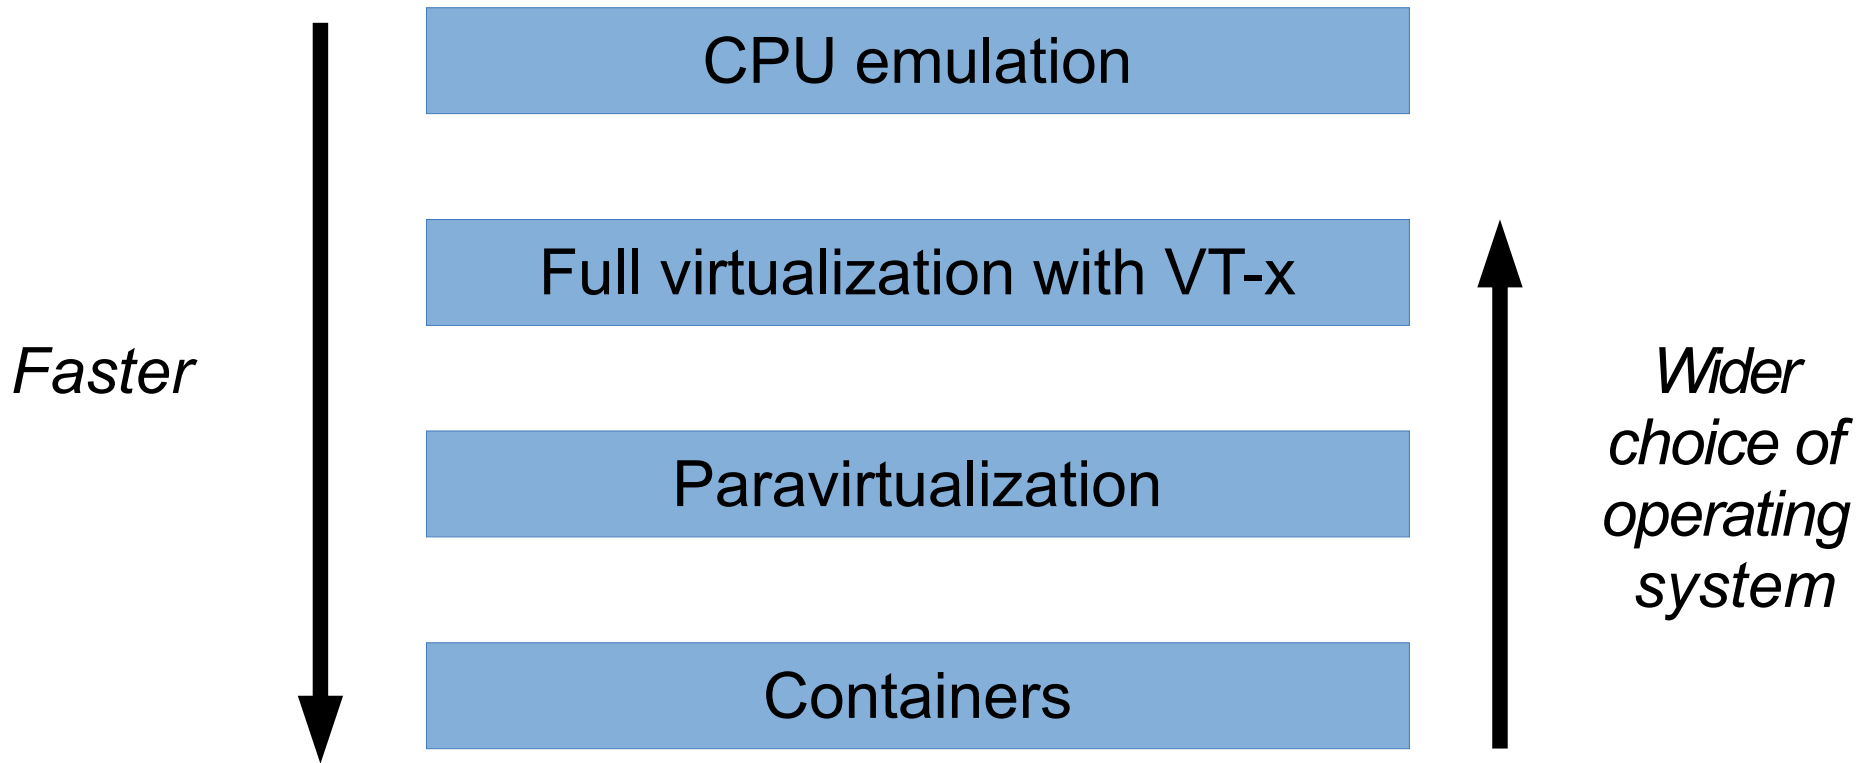 CPU emulation
Full virtualization with VT-x
Faster
Wider
choice of
operating
system
Paravirtualization
Containers